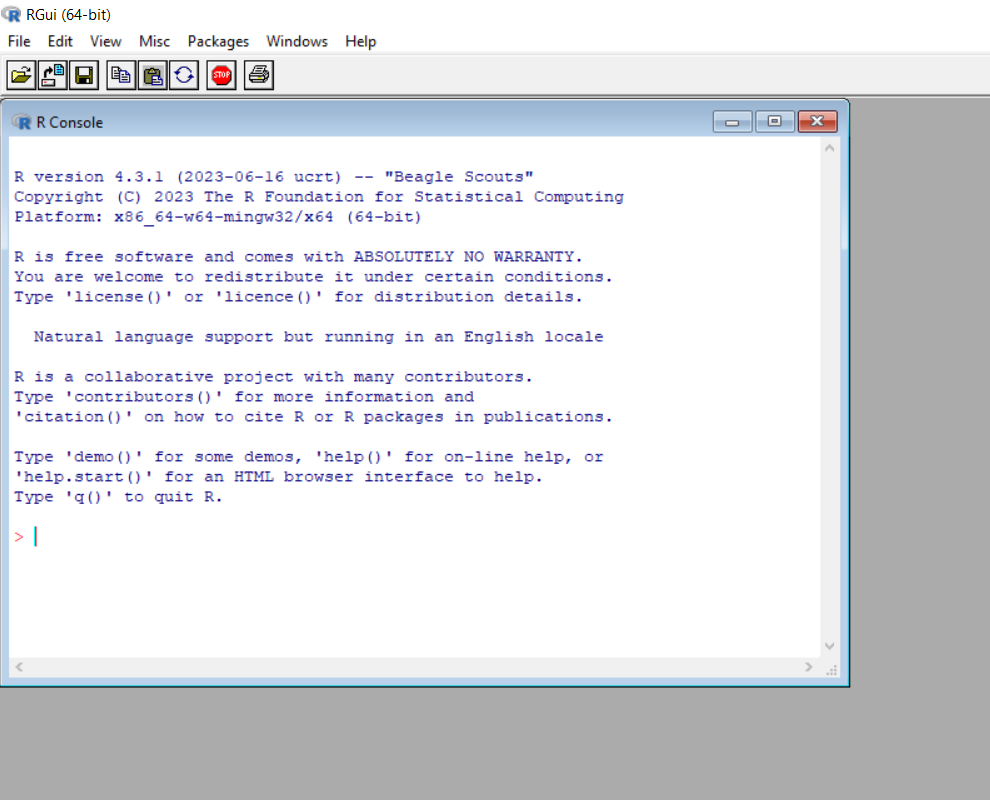 RGui (64-bit)
File Edit View Misc Packages Windows Help
STOP
R Console
R version 4.3.1 (2023-06-16 ucrt) -- "Beagle Scouts"
Copyright (C) 2023 The R Foundation for Statistical Computing
Platform: x86_64-w64-mingw32/x64 (64-bit)
R is free software and comes with ABSOLUTELY NO WARRANTY.
You are welcome to redistribute it under certain conditions.
Type 'license()' or 'licence()' for distribution details.
Natural language support but running in an English locale
R is a collaborative project with many contributors.
Type 'contributors()' for more information and
'citation()' on how to cite R or R packages in publications.
Type 'demo()' for some demos, 'help()' for on-line help, or
'help.start()' for an HTML browser interface to help.
Type 'q()' to quit R.
>